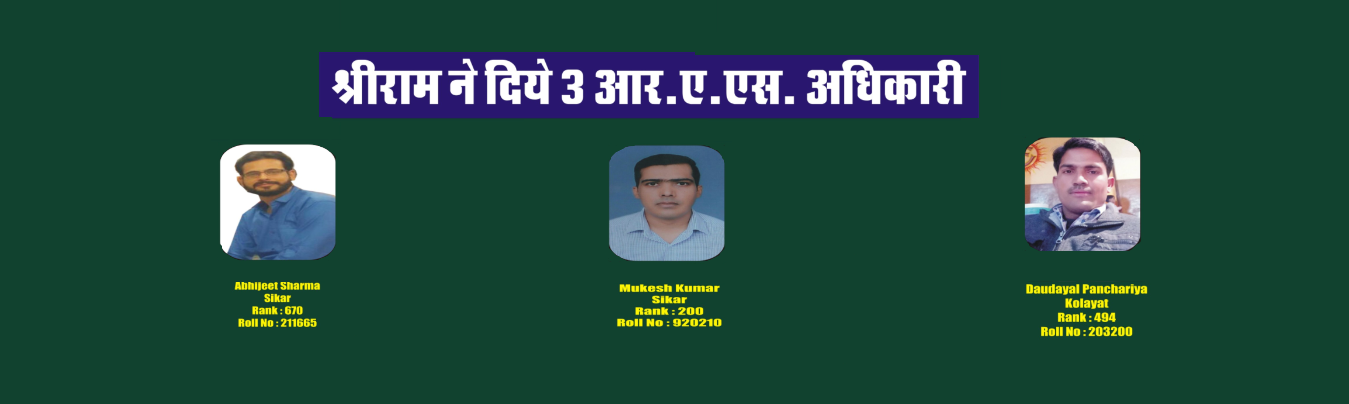 श्रीराम ने दिये 3 आर.ए.एस. अधिकारी
Abhijeet Sharma
Sikar
Rank : 670
Roll No : 211665
Mukesh Kumar
Sikar
Rank : 200
Roll No : 920210
Daudayal Panchariya
Kolayat
Rank : 494
Roll No : 203200